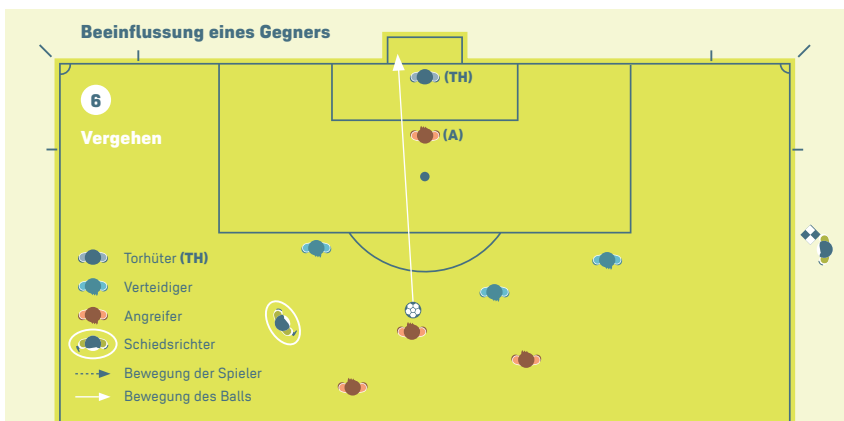 Beeinflussung eines Gegners
(TH)
6
(A)
Vergehen
Torhüter (TH)
Verteidiger
Angreifer
Schiedsrichter
Bewegung der Spieler
Bewegung des Balls